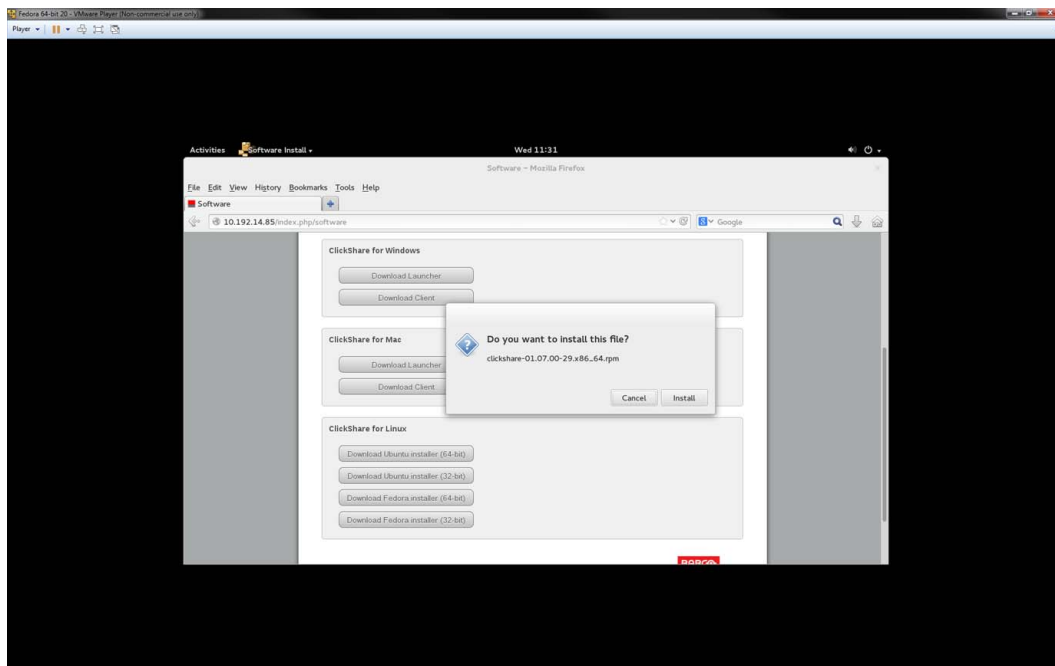 Fedora 64-bit 20 - VMware Player (Non-commercial use only)
Player
Activities Software Install Wed 11:31
Software - Mozilla Firefox
File Edit View History Bookmarks Tools Help
Software
10.192.14.85/index.php/software
Google
ClickShare for Windows
Download Launcher
Download Client
Do you want to install this file?
clickshare-01.07.00-29.x86_64.rpm
Cancel Install
ClickShare for Mac
Download Launcher
Download Client
ClickShare for Linux
Download Ubuntu installer (64-bit)
Download Ubuntu installer (32-bit)
Download Fedora installer (64-bit)
Download Fedora installer (32-bit)
BARCO